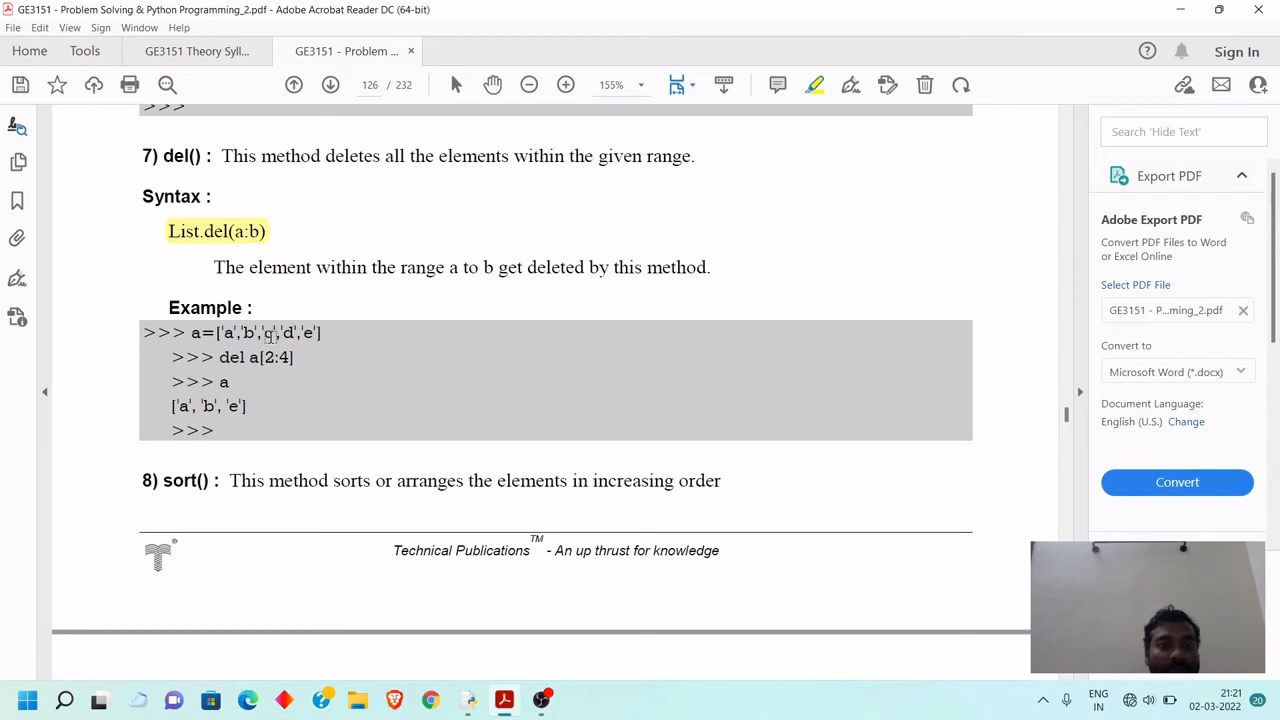 GE3151 - Problem Solving & Python Programming_2.pdf - Adobe Acrobat Reader DC (64-bit)
File Edit View Sign Window Help
Home Tools GE3151 Theory Syll... GE3151 - Problem ... × Sign In
126 / 232 155%
>>>
7) del() : This method deletes all the elements within the given range.
Syntax :
List.del(a:b)
The element within the range a to b get deleted by this method.
Example :
>>> a=['a','b','c','d','e']
>>> del a[2:4]
>>> a
['a', 'b', 'e']
>>>
8) sort() : This method sorts or arranges the elements in increasing order
Technical Publications TM - An up thrust for knowledge
®
Search 'Hide Text'
Export PDF
Adobe Export PDF
Convert PDF Files to Word
or Excel Online
Select PDF File
GE3151 - P...ming_2.pdf
Convert to
Microsoft Word (*.docx)
Document Language:
English (U.S.) Change
Convert
ENG
IN
21:21
02-03-2022
20